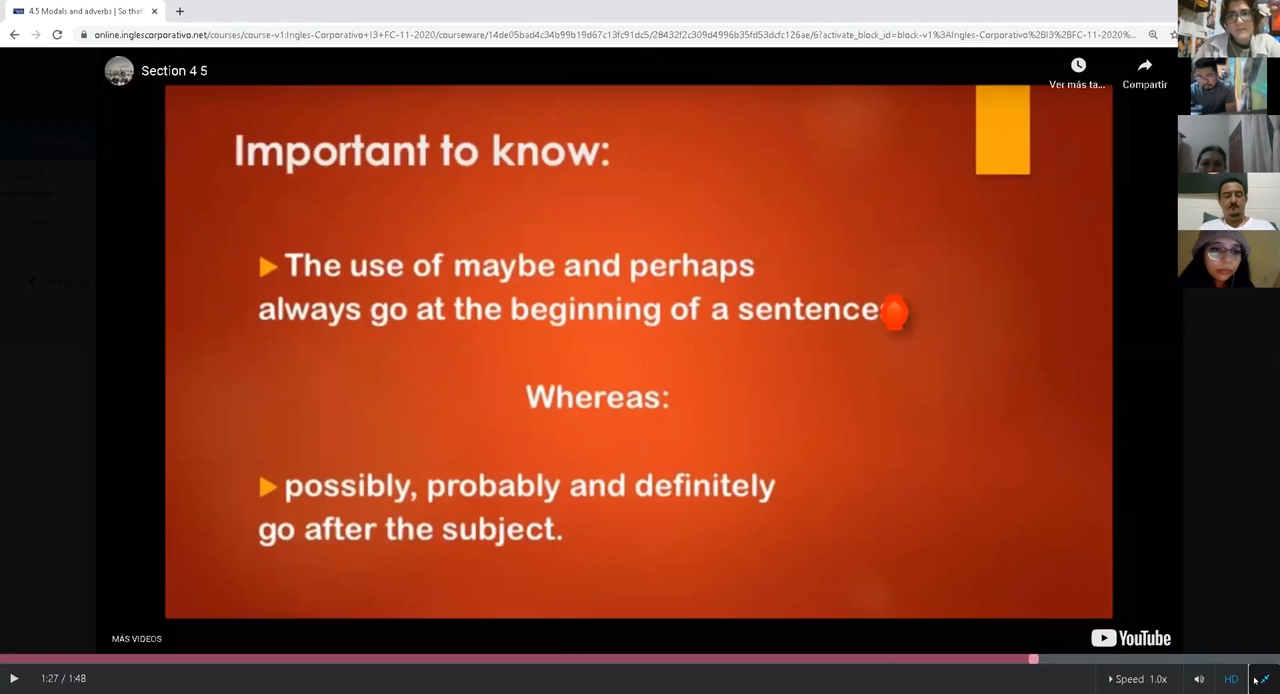 4.5 Modals and adverbs | So that'
online.inglescorporativo.net/courses/course-v1:Ingles-Corporativo+I3+FC-11-2020/courseware/14de05bad4c34b99b19d67c13fc91dc5/28432f2c309d4996b35fd53dcfc126ae/6?activate_block_id=block-v1%3AIngles-Corporativo%2BI3%2BFC-11-2020%...
Section 4 5
Ver más ta...
Compartir
Important to know:
The use of maybe and perhaps
always go at the beginning of a sentence
Whereas:
possibly, probably and definitely
go after the subject.
Previous
MÁS VIDEOS
YouTube
1:27 / 1:48
Speed 1.0x
HD